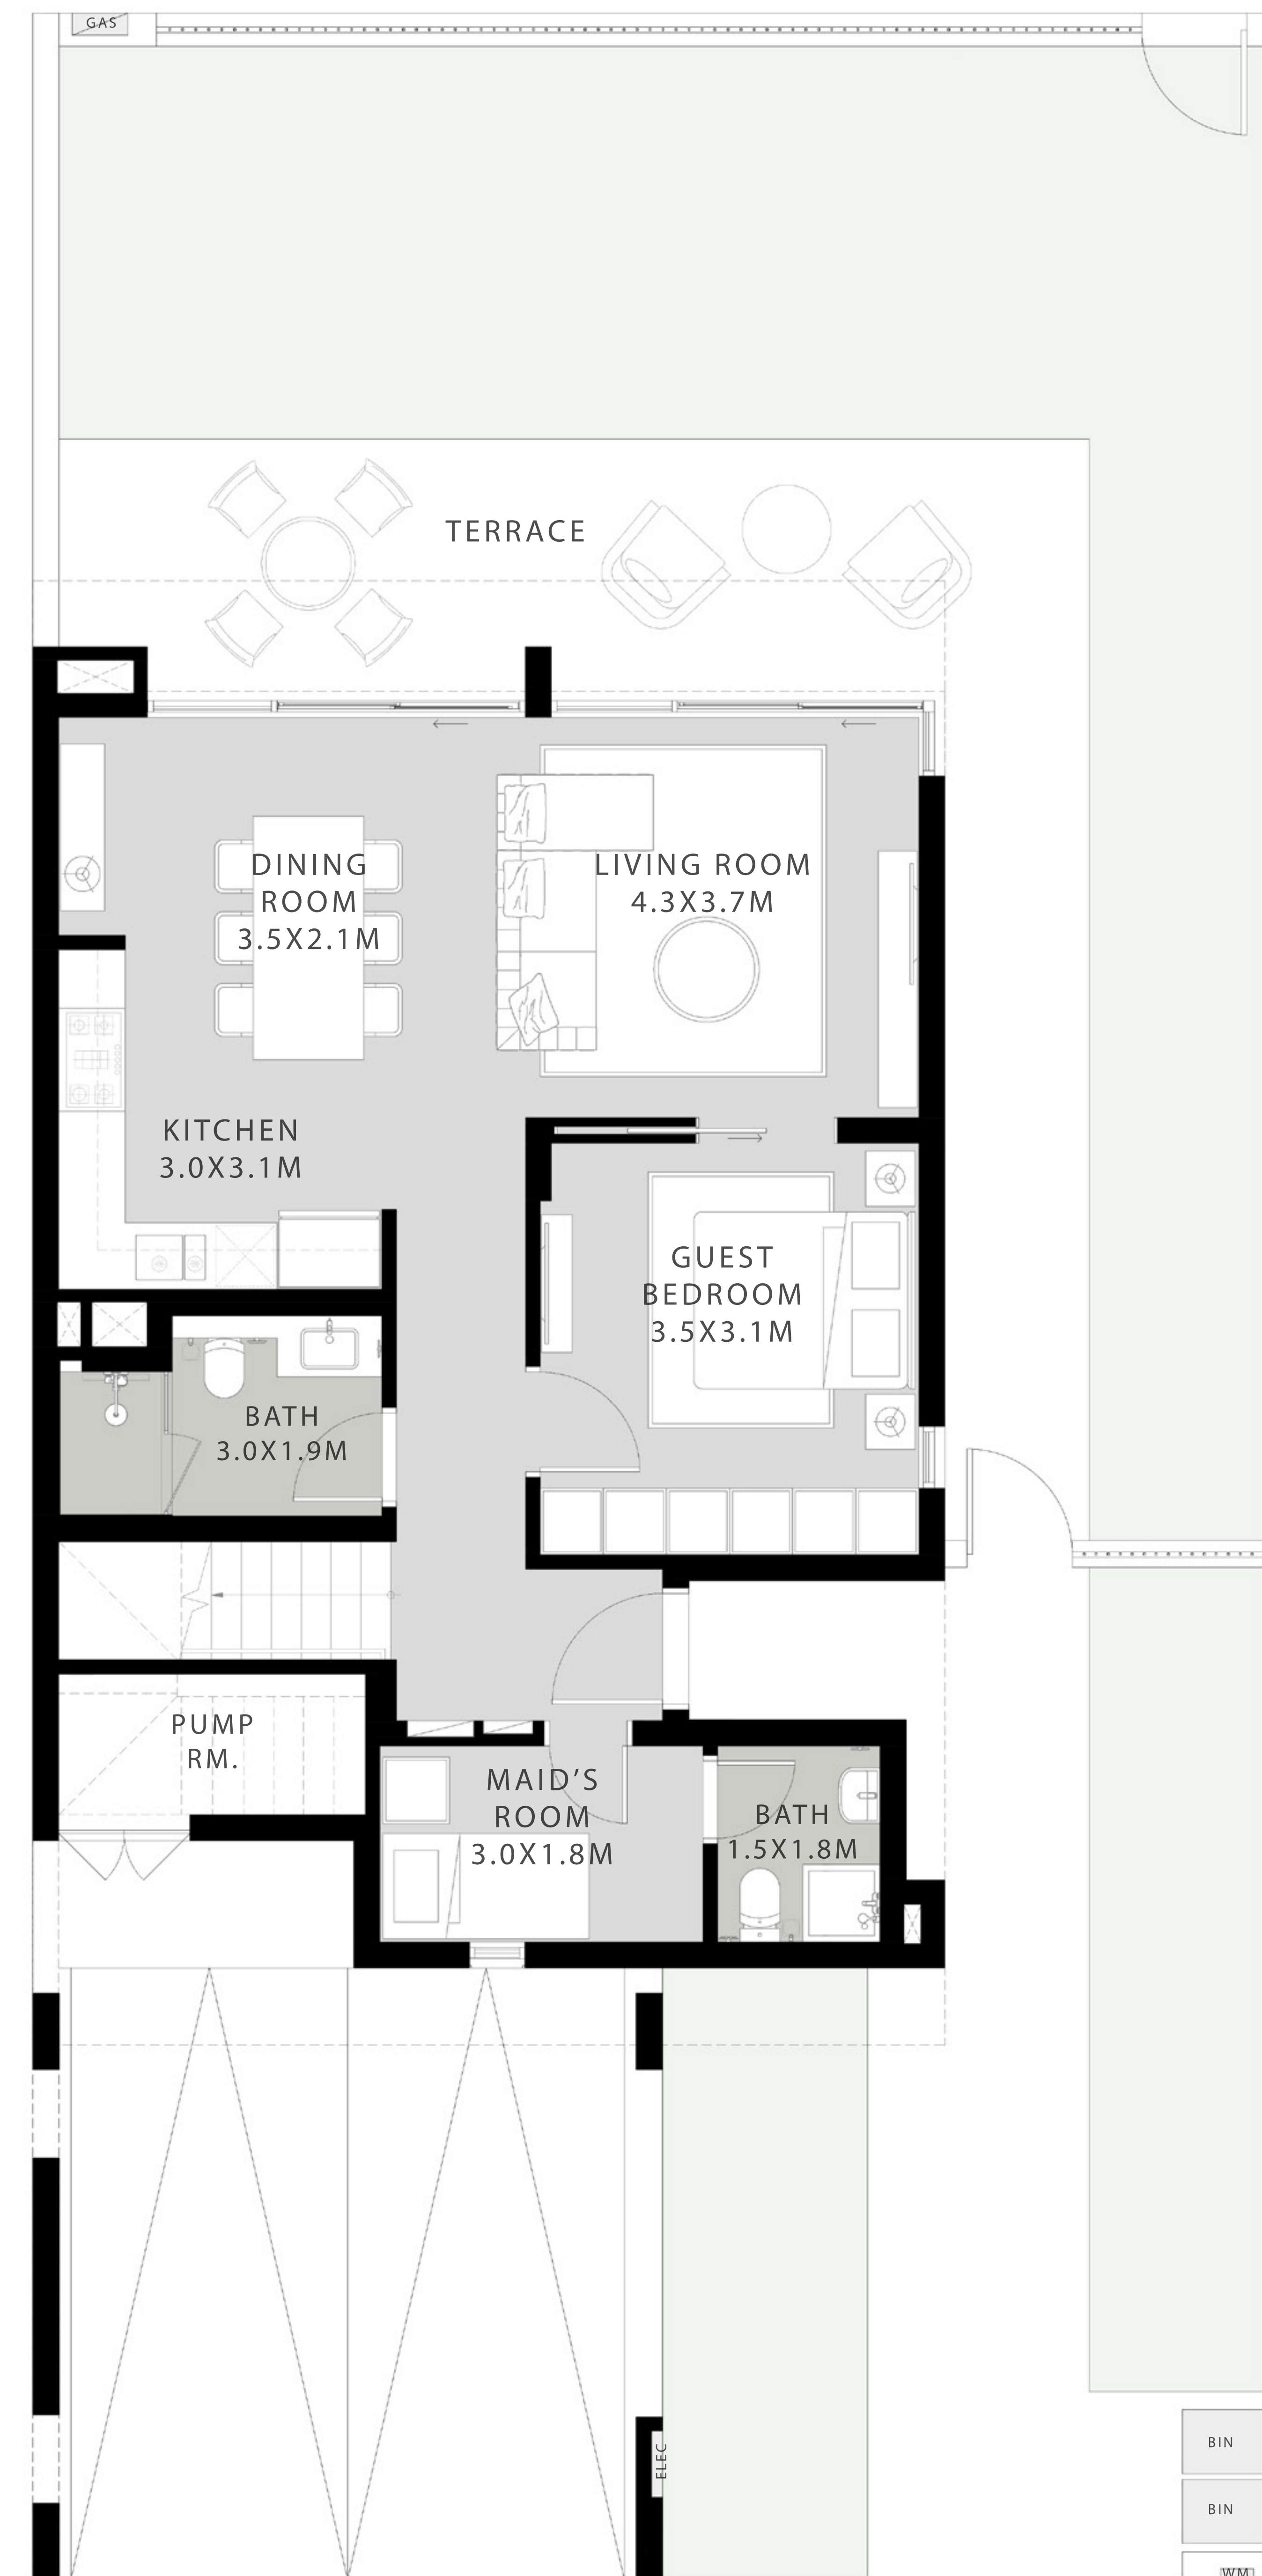 GAS
TERRACE
DINING
ROOM
3.5X2.1M
LIVING ROOM
4.3X3.7M
KITCHEN
3.0X3.1M
GUEST
BEDROOM
3.5X3.1M
BATH
3.0X1.9M
PUMP
RM.
MAID’S
ROOM
3.0X1.8M
BATH
1.5X1.8M
ELEC
BIN
BIN
WM